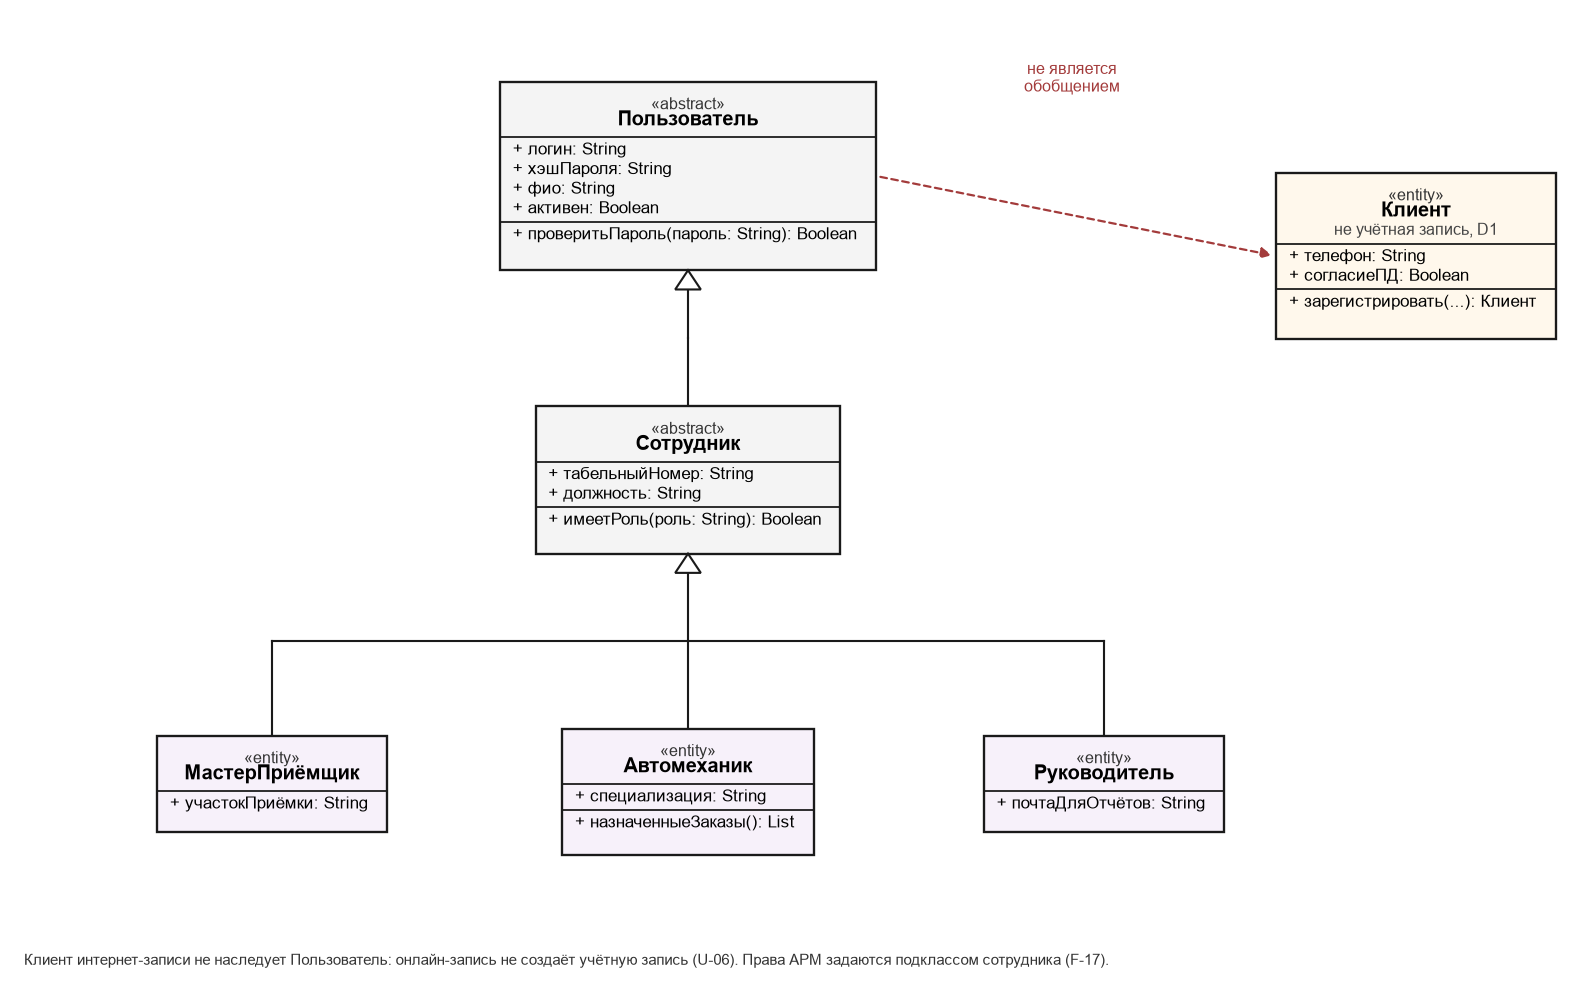 не является
обобщением
«abstract»
Пользователь
+ логин: String
+ хэшПароля: String
+ фио: String
+ активен: Boolean
+ проверитьПароль(пароль: String): Boolean
«entity»
Клиент
не учётная запись, D1
+ телефон: String
+ согласиеПД: Boolean
+ зарегистрировать(...): Клиент
«abstract»
Сотрудник
+ табельныйНомер: String
+ должность: String
+ имеетРоль(роль: String): Boolean
«entity»
МастерПриёмщик
+ участокПриёмки: String
«entity»
Автомеханик
+ специализация: String
+ назначенныеЗаказы(): List
«entity»
Руководитель
+ почтаДляОтчётов: String
Клиент интернет-записи не наследует Пользователь: онлайн-запись не создаёт учётную запись (U-06). Права АРМ задаются подклассом сотрудника (F-17).